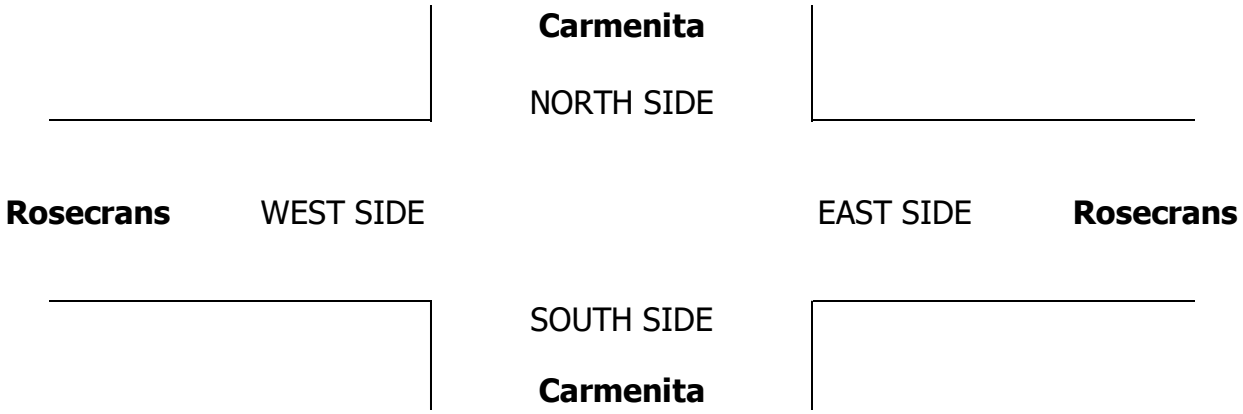 Carmenita
NORTH SIDE
Rosecrans WEST SIDE EAST SIDE Rosecrans
SOUTH SIDE
Carmenita